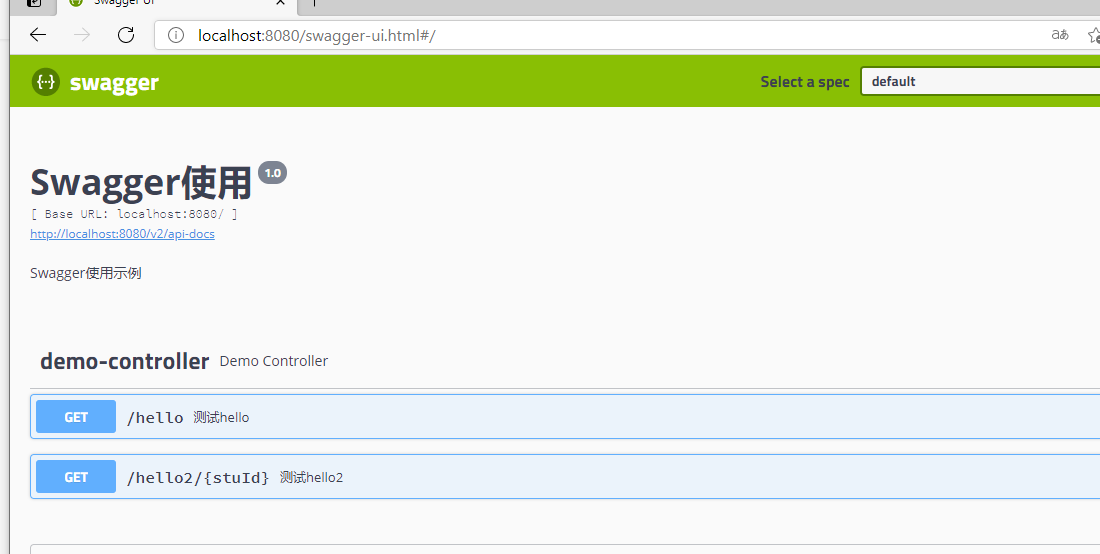 Swagger UI
localhost:8080/swagger-ui.html#/
aあ
swagger
Select a spec
default
Swagger使用 1.0
[ Base URL: localhost:8080/ ]
http://localhost:8080/v2/api-docs
Swagger使用示例
demo-controller Demo Controller
GET /hello 测试hello
GET /hello2/{stuId} 测试hello2